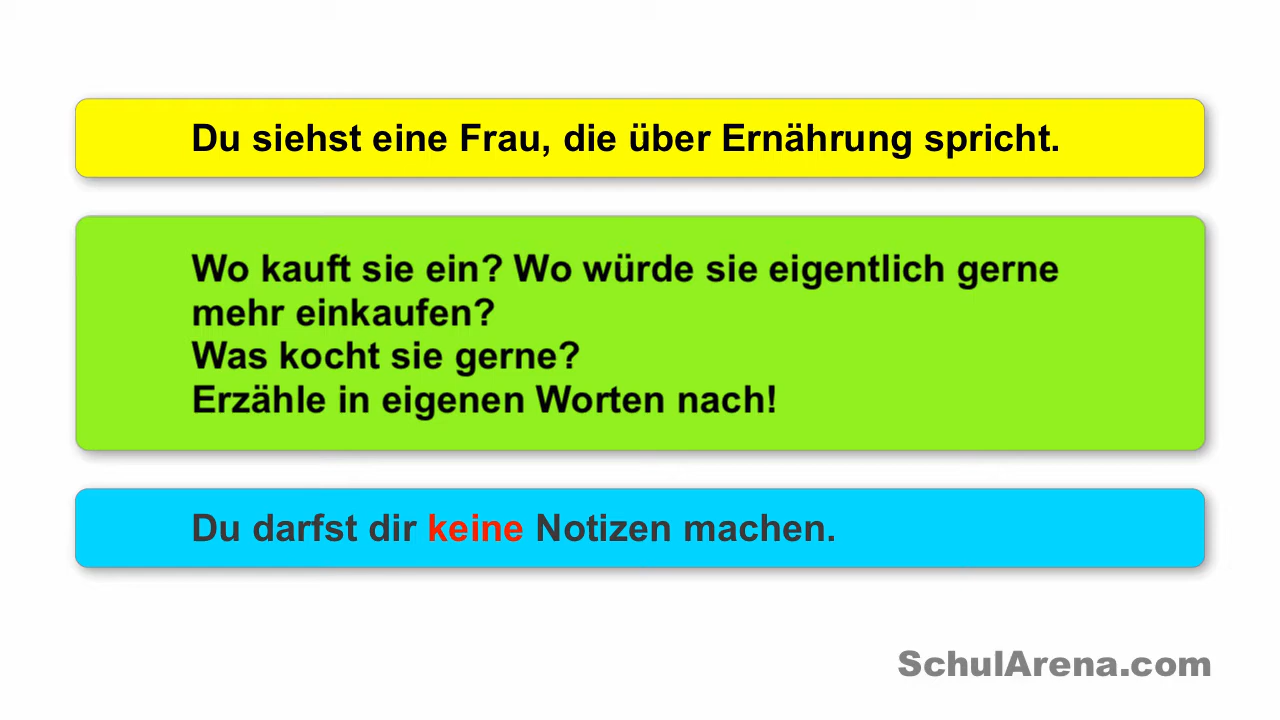 Du siehst eine Frau, die über Ernährung spricht.
Wo kauft sie ein? Wo würde sie eigentlich gerne
mehr einkaufen?
Was kocht sie gerne?
Erzähle in eigenen Worten nach!
Du darfst dir keine Notizen machen.
SchulArena.com